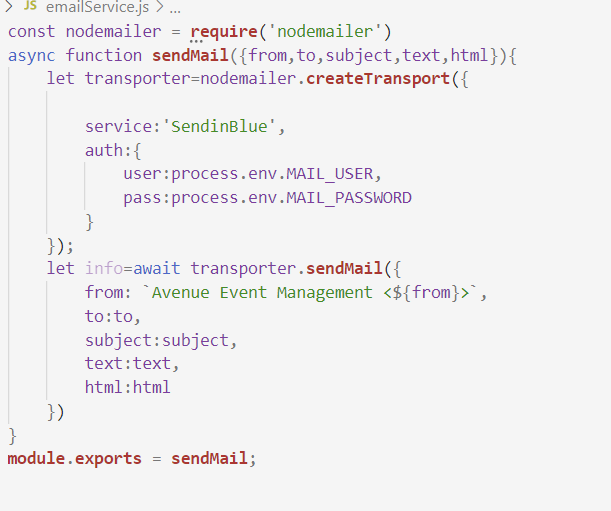 > JS emailService.js > ...
const nodemailer = require('nodemailer')
async function sendMail({from,to,subject,text,html}){
    let transporter=nodemailer.createTransport({

        service:'SendinBlue',
        auth:{
            user:process.env.MAIL_USER,
            pass:process.env.MAIL_PASSWORD
        }
    });
    let info=await transporter.sendMail({
        from: `Avenue Event Management <${from}>`,
        to:to,
        subject:subject,
        text:text,
        html:html
    })
}
module.exports = sendMail;